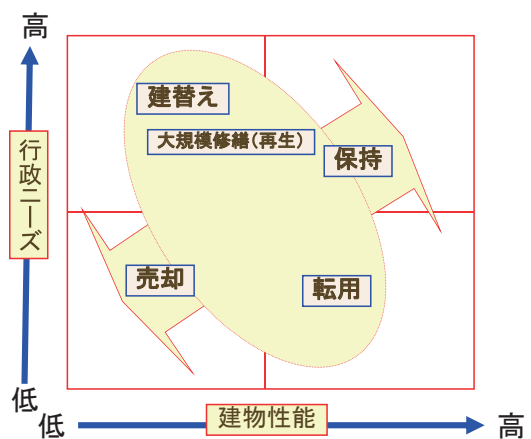 高
建替え
大規模修繕(再生)
保持
行政ニーズ
売却
転用
低
低
建物性能
高